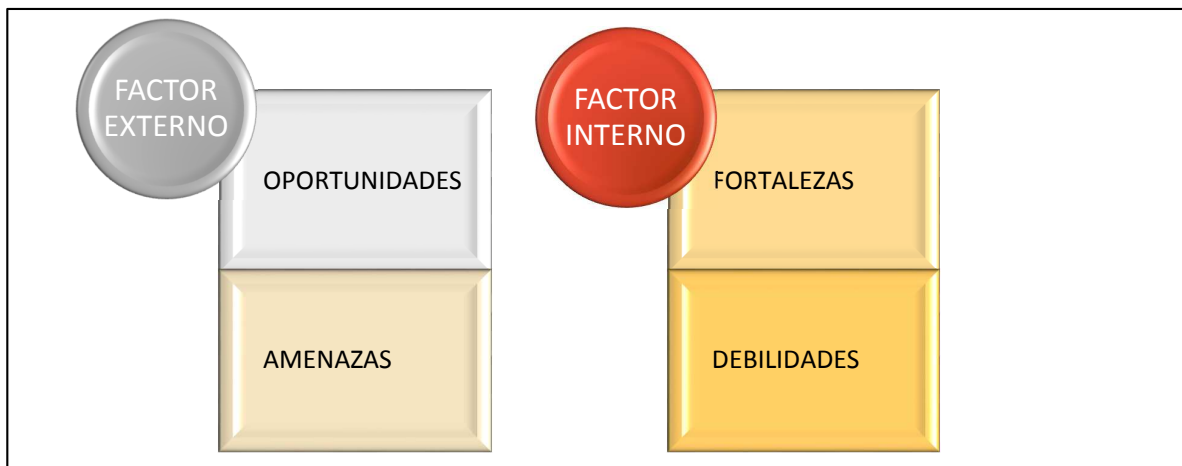 FACTOR
EXTERNO
OPORTUNIDADES
AMENAZAS
FACTOR
INTERNO
FORTALEZAS
DEBILIDADES